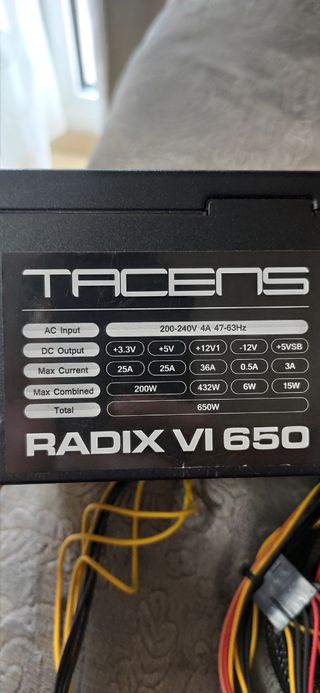 TACENS
AC Input 200-240V 4A 47-63Hz
DC Output +3.3V +5V +12V1 -12V +5VSB
Max Current 25A 25A 36A 0.5A 3A
Max Combined 200W 432W 6W 15W
Total 650W
RADIX VI 650